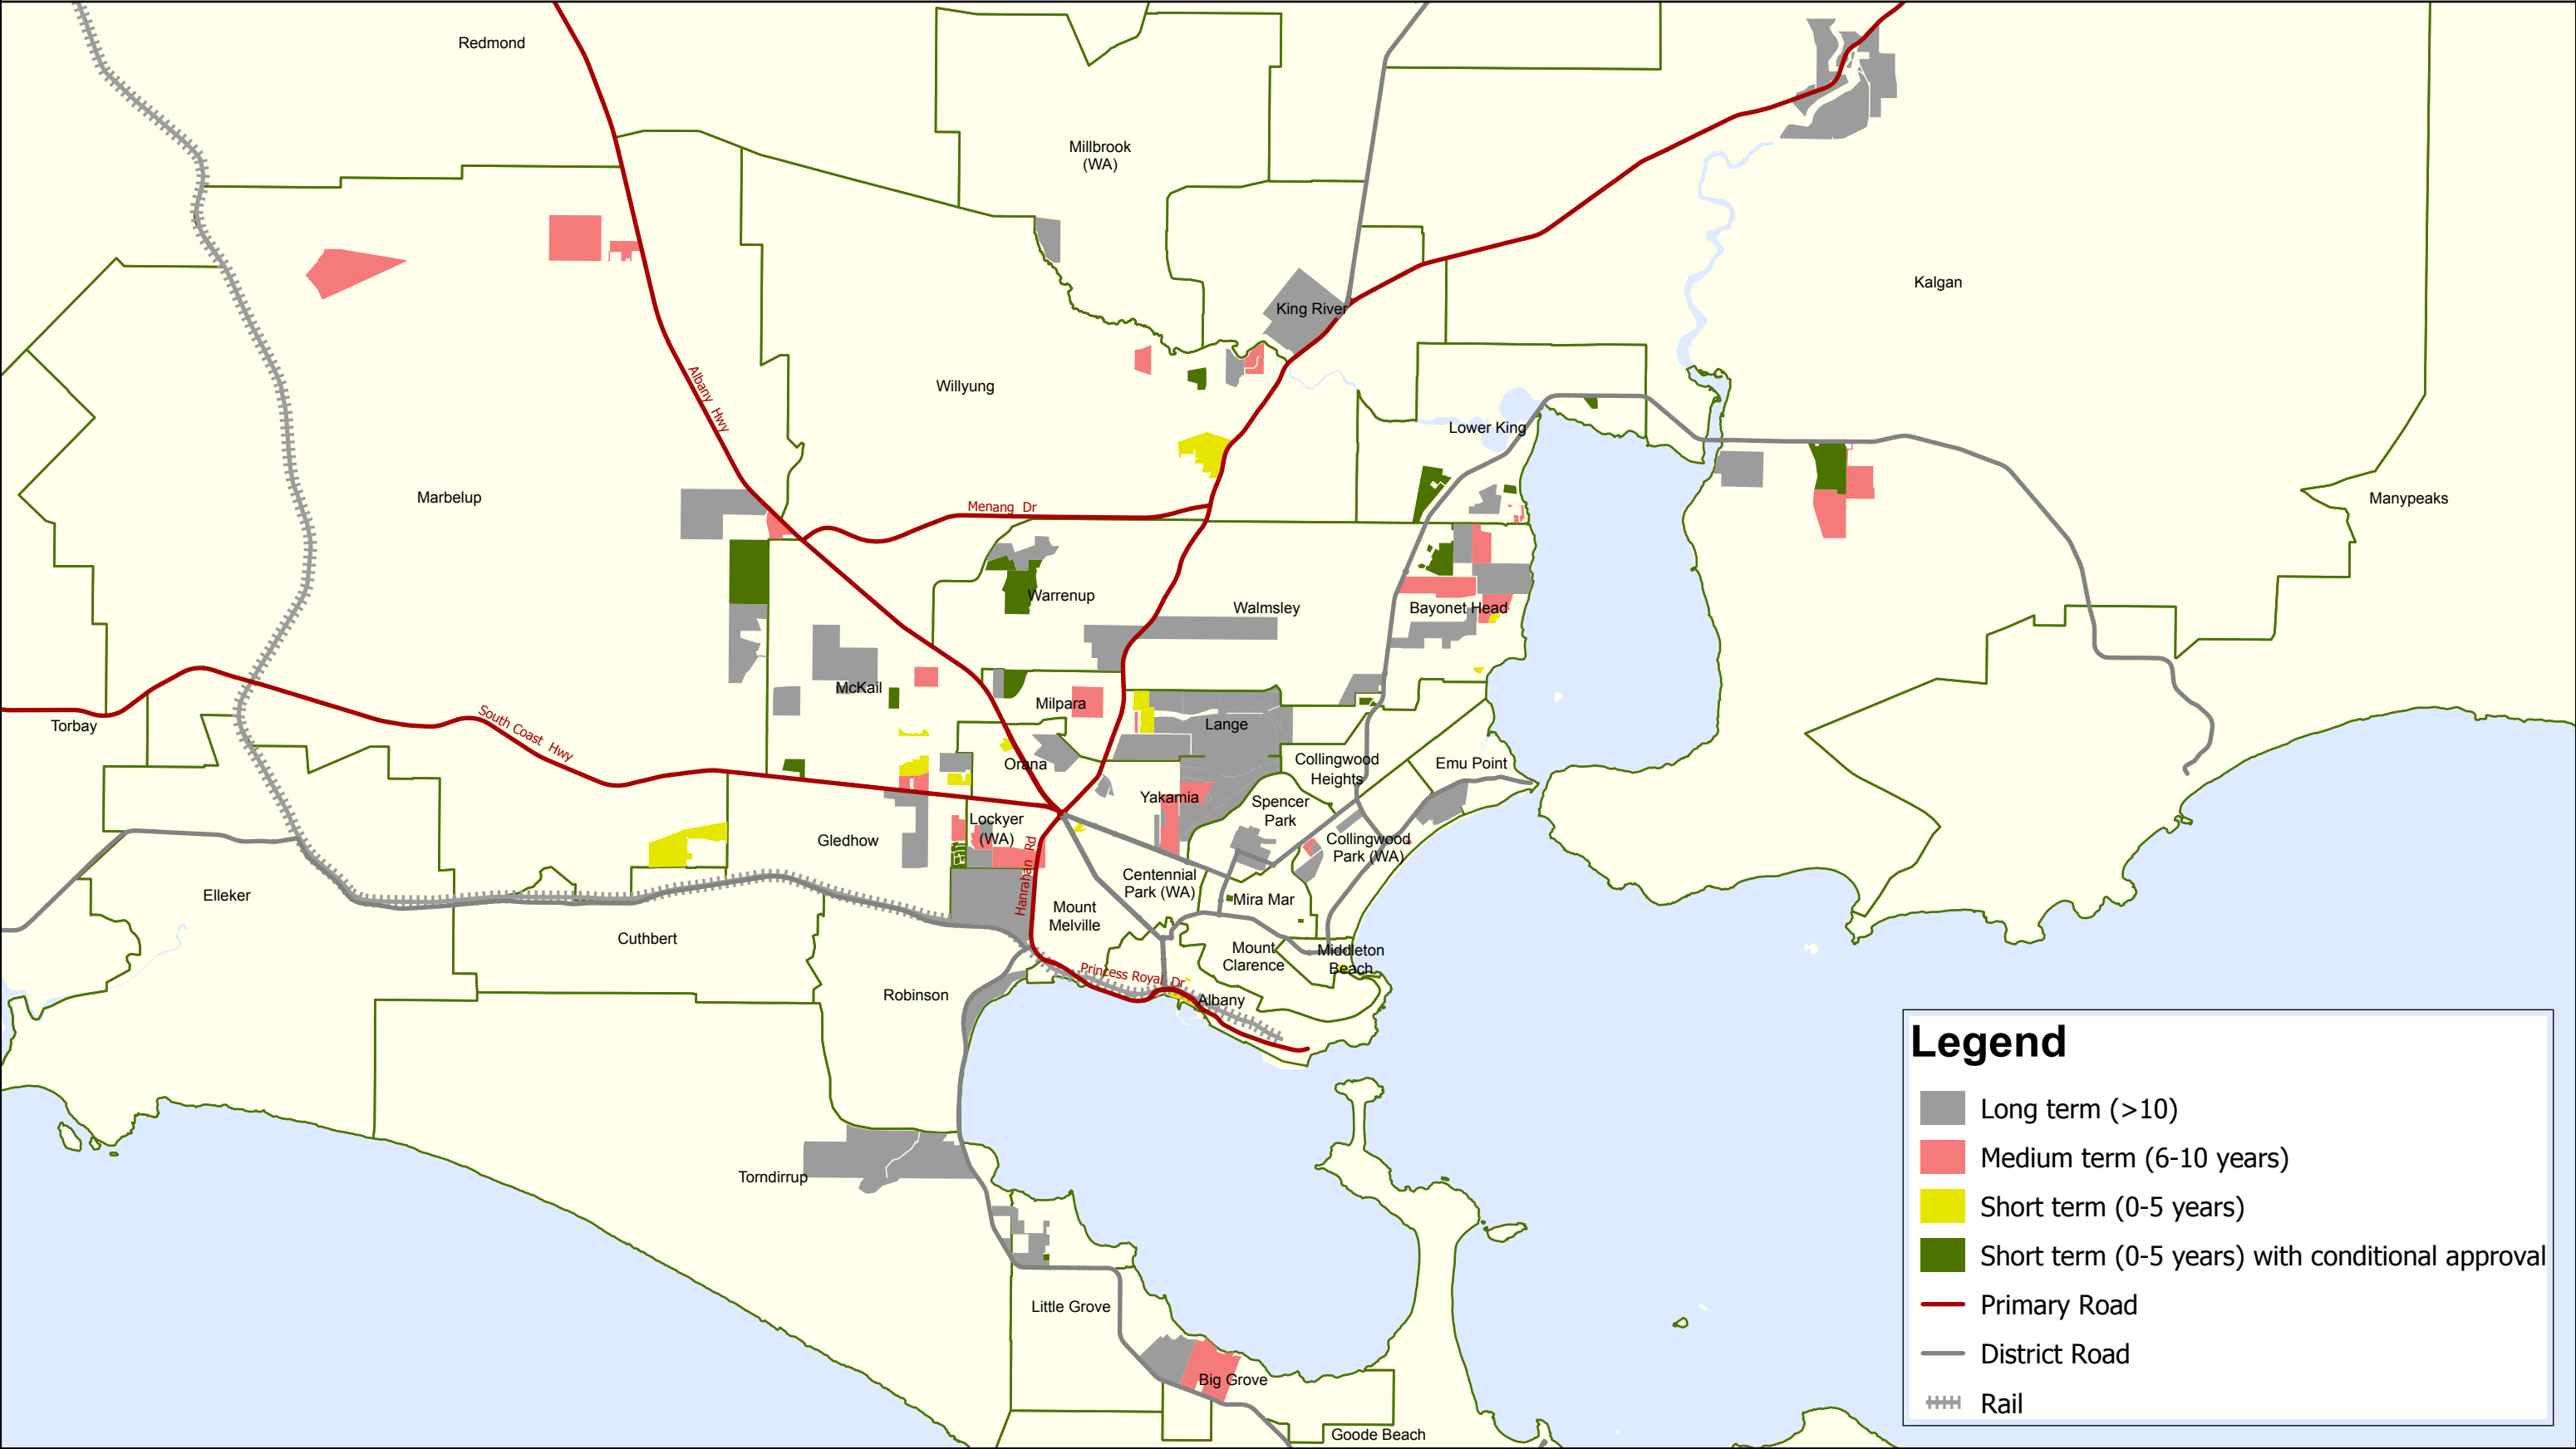 Redmond
Millbrook
(WA)
Kalgan
King River
Willyung
Albany Hwy
Lower King
Marbelup
Manypeaks
Menang Dr
Warrenup
Walmsley
Bayonet Head
McKail
Milpara
Torbay
South Coast Hwy
Lange
Orana
Collingwood
Heights
Emu Point
Yakamia
Spencer
Park
Lockyer
(WA)
Gledhow
Collingwood
Park (WA)
Hanrahan Rd
Elleker
Centennial
Park (WA)
Mira Mar
Mount
Melville
Cuthbert
Mount
Clarence
Middleton
Beach
Princess Royal Dr
Robinson
Albany
Torndirrup
Little Grove
Big Grove
Goode Beach
Legend
Long term (>10)
Medium term (6-10 years)
Short term (0-5 years)
Short term (0-5 years) with conditional approval
Primary Road
District Road
Rail